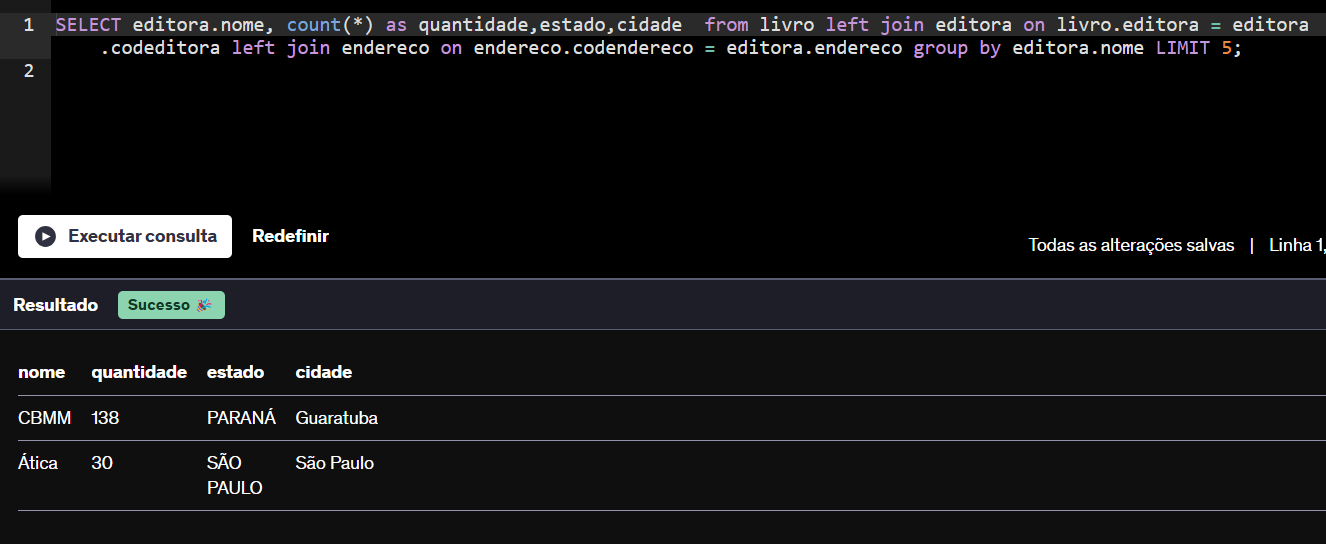 1 SELECT editora.nome, count(*) as quantidade,estado,cidade  from livro left join editora on livro.editora = editora
.codeditora left join endereco on endereco.codendereco = editora.endereco group by editora.nome LIMIT 5;
2
Executar consulta Redefinir
Todas as alterações salvas | Linha 1,
Resultado Sucesso 🎉
nome quantidade estado cidade
CBMM 138 PARANÁ Guaratuba
Ática 30 SÃO São Paulo
PAULO